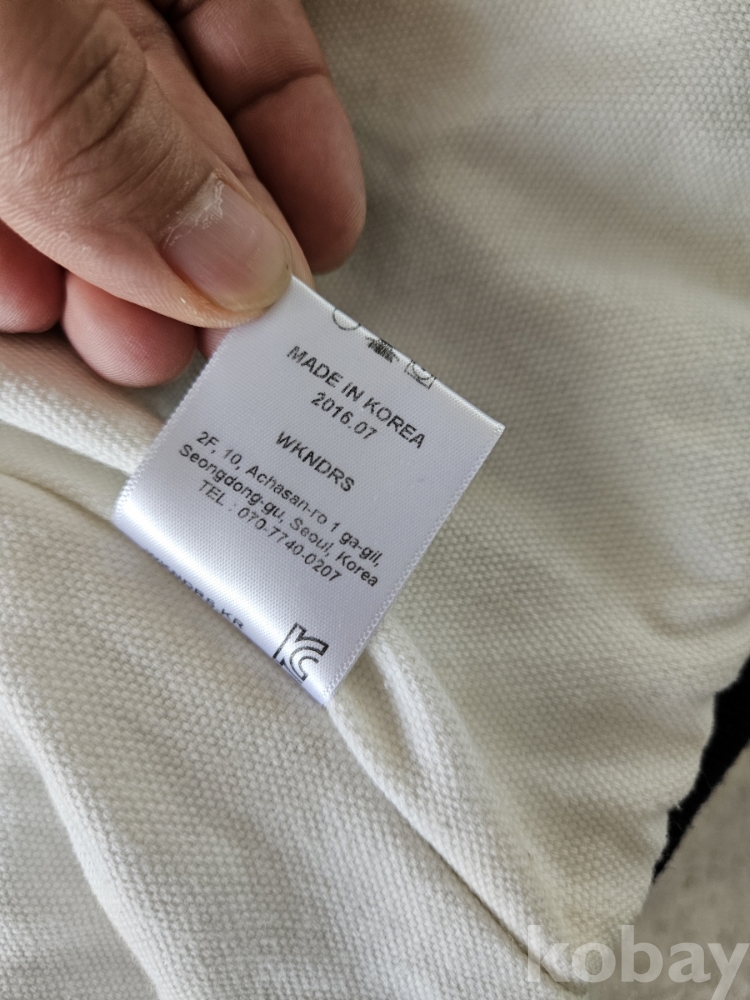 MADE IN KOREA
2016.07
WKNDRS
2F, 10, Achasan-ro 1 ga-gil,
Seongdong-gu, Seoul, Korea
TEL : 070-7740-0207
KC
kobay